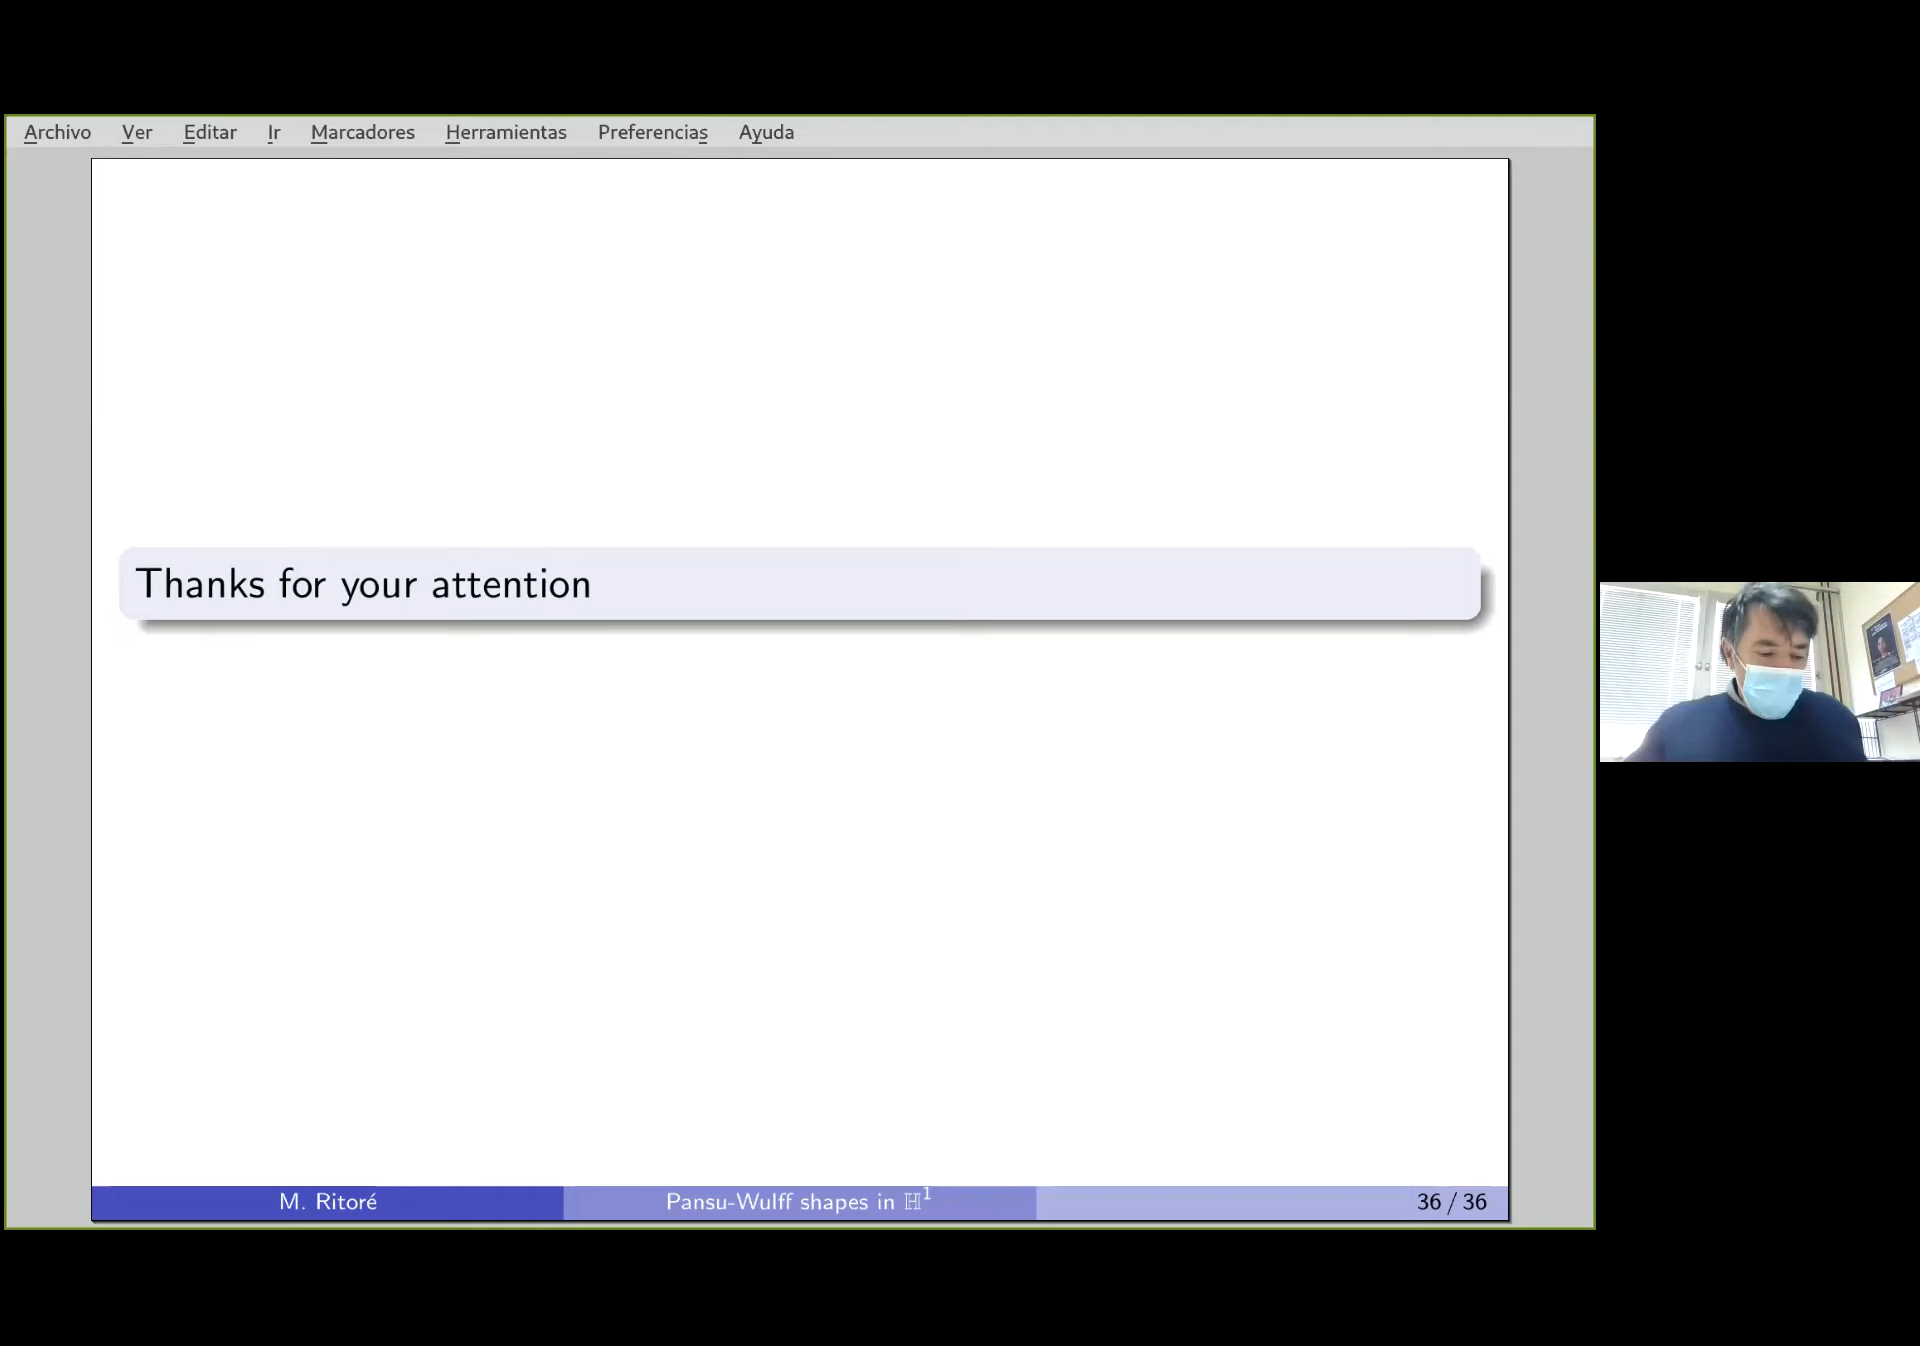 Archivo Ver Editar Ir Marcadores Herramientas Preferencias Ayuda
Thanks for your attention
M. Ritoré Pansu-Wulff shapes in ℍ¹ 36 / 36